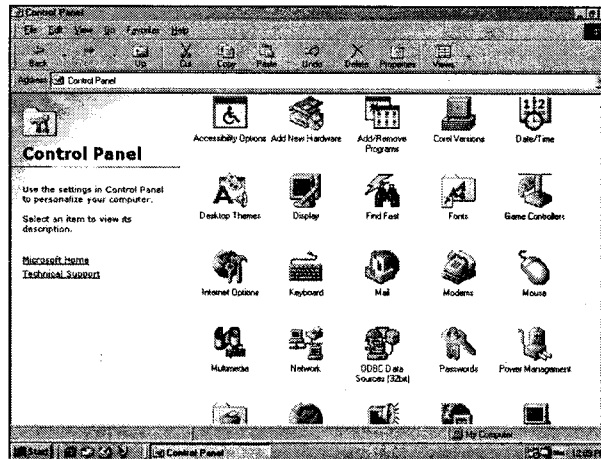 Control Panel
File Edit View Go Favorites Help
Back Up Cut Copy Paste Undo Delete Properties Views
Address Control Panel
Control Panel
Use the settings in Control Panel
to personalize your computer.
Select an item to view its
description.
Microsoft Home
Technical Support
Accessibility Options Add New Hardware Add/Remove Programs Corel Versions Date/Time
Desktop Themes Display Find Fast Fonts Game Controllers
Internet Options Keyboard Mail Modems Mouse
Multimedia Network ODBC Data Sources (32bit) Passwords Power Management
My Computer
Start Control Panel 12:03 PM